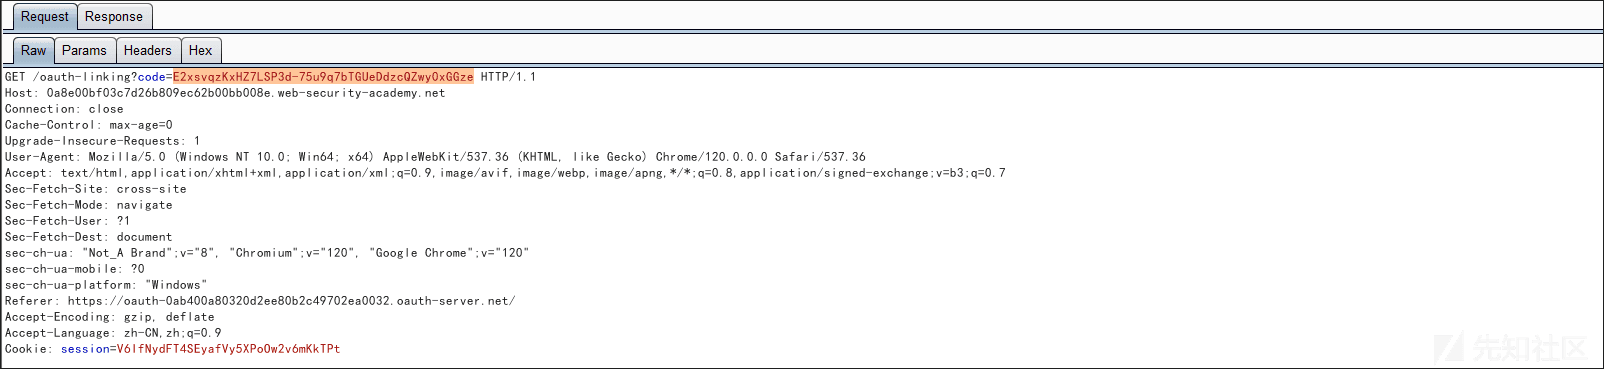 Request Response
Raw Params Headers Hex
GET /oauth-linking?code=E2xsvqzKxHZ7LSP3d-75u9q7bTGUeDdzcQZwyOxGGze HTTP/1.1
Host: 0a8e00bf03c7d26b809ec62b00bb008e.web-security-academy.net
Connection: close
Cache-Control: max-age=0
Upgrade-Insecure-Requests: 1
User-Agent: Mozilla/5.0 (Windows NT 10.0; Win64; x64) AppleWebKit/537.36 (KHTML, like Gecko) Chrome/120.0.0.0 Safari/537.36
Accept: text/html,application/xhtml+xml,application/xml;q=0.9,image/avif,image/webp,image/apng,*/*;q=0.8,application/signed-exchange;v=b3;q=0.7
Sec-Fetch-Site: cross-site
Sec-Fetch-Mode: navigate
Sec-Fetch-User: ?1
Sec-Fetch-Dest: document
sec-ch-ua: "Not_A Brand";v="8", "Chromium";v="120", "Google Chrome";v="120"
sec-ch-ua-mobile: ?0
sec-ch-ua-platform: "Windows"
Referer: https://oauth-0ab400a80320d2ee80b2c49702ea0032.oauth-server.net/
Accept-Encoding: gzip, deflate
Accept-Language: zh-CN,zh;q=0.9
Cookie: session=V6IfNydFT4SEyafVy5XPoOw2v6mKkTPt
先知社区